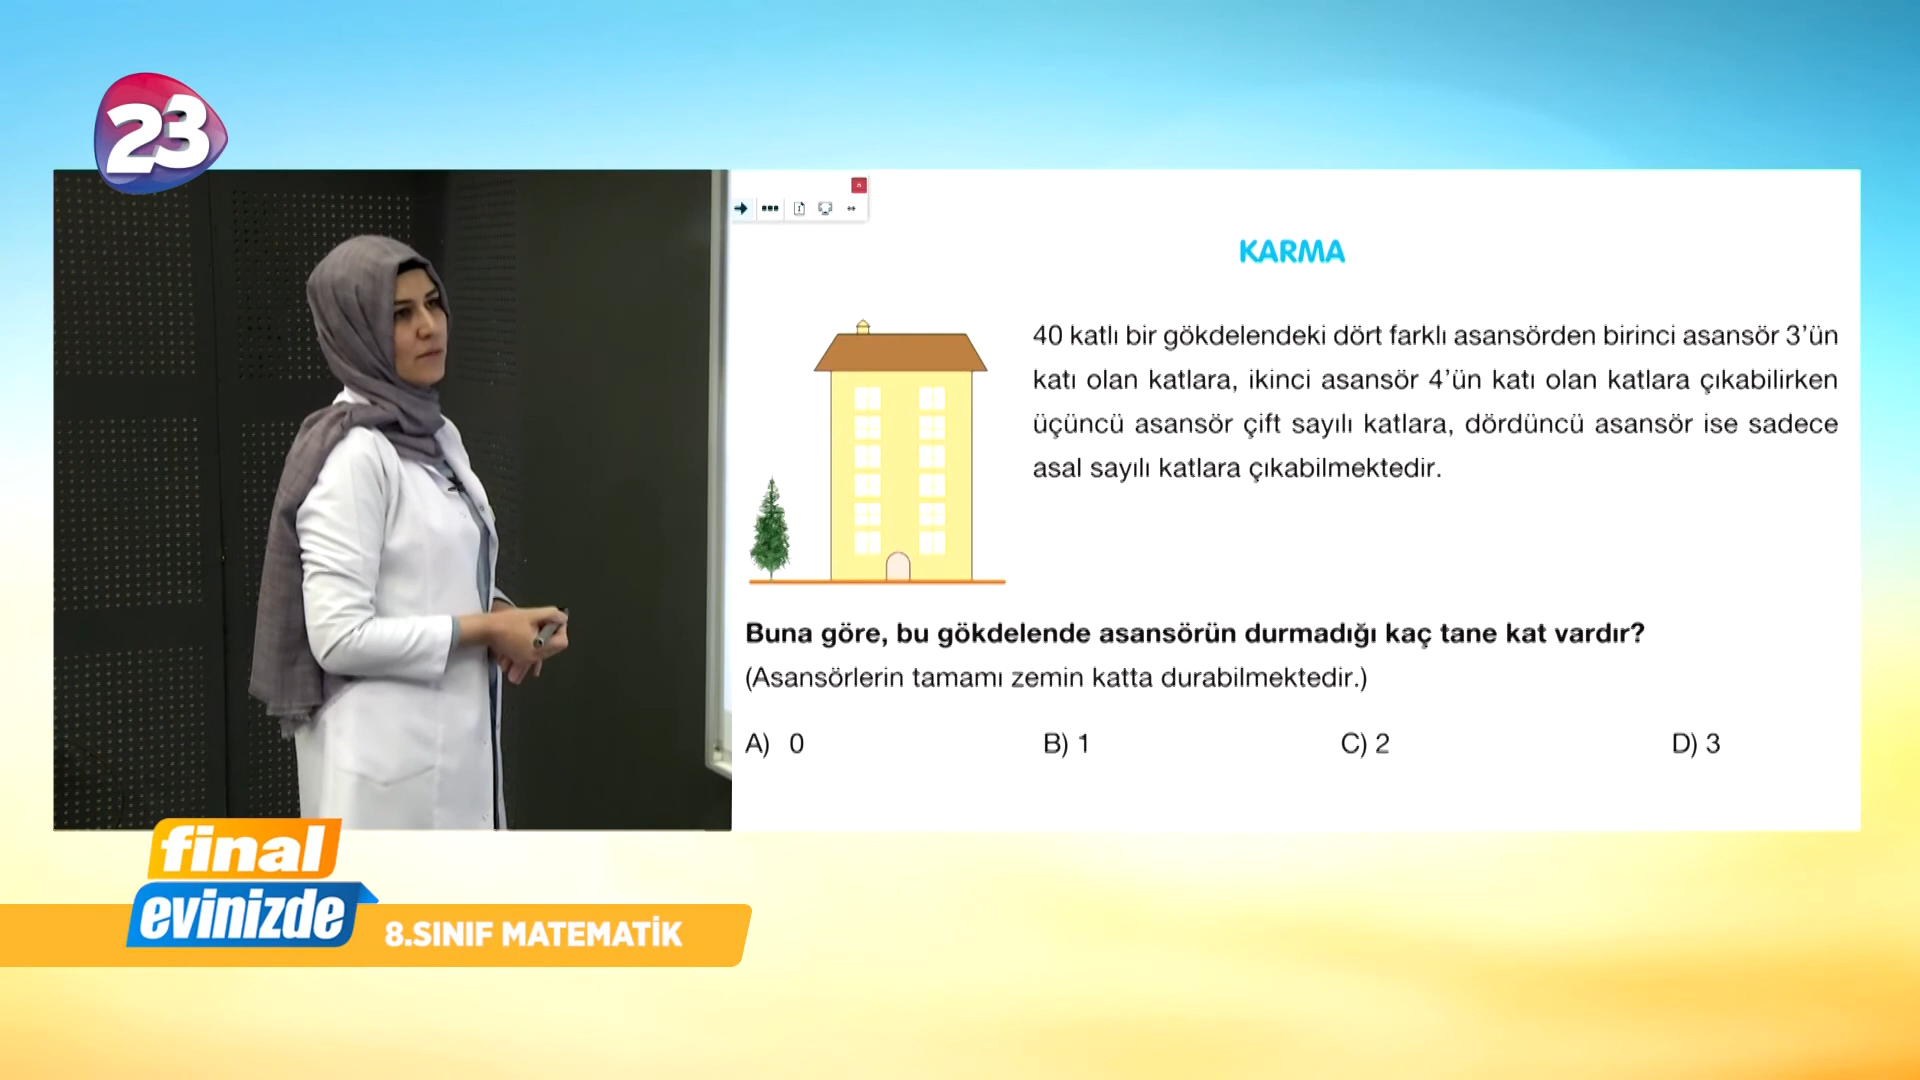 23
KARMA
40 katlı bir gökdelendeki dört farklı asansörden birinci asansör 3’ün
katı olan katlara, ikinci asansör 4’ün katı olan katlara çıkabilirken
üçüncü asansör çift sayılı katlara, dördüncü asansör ise sadece
asal sayılı katlara çıkabilmektedir.
Buna göre, bu gökdelende asansörün durmadığı kaç tane kat vardır?
(Asansörlerin tamamı zemin katta durabilmektedir.)
A) 0 B) 1 C) 2 D) 3
final
evinizde
8.SINIF MATEMATİK